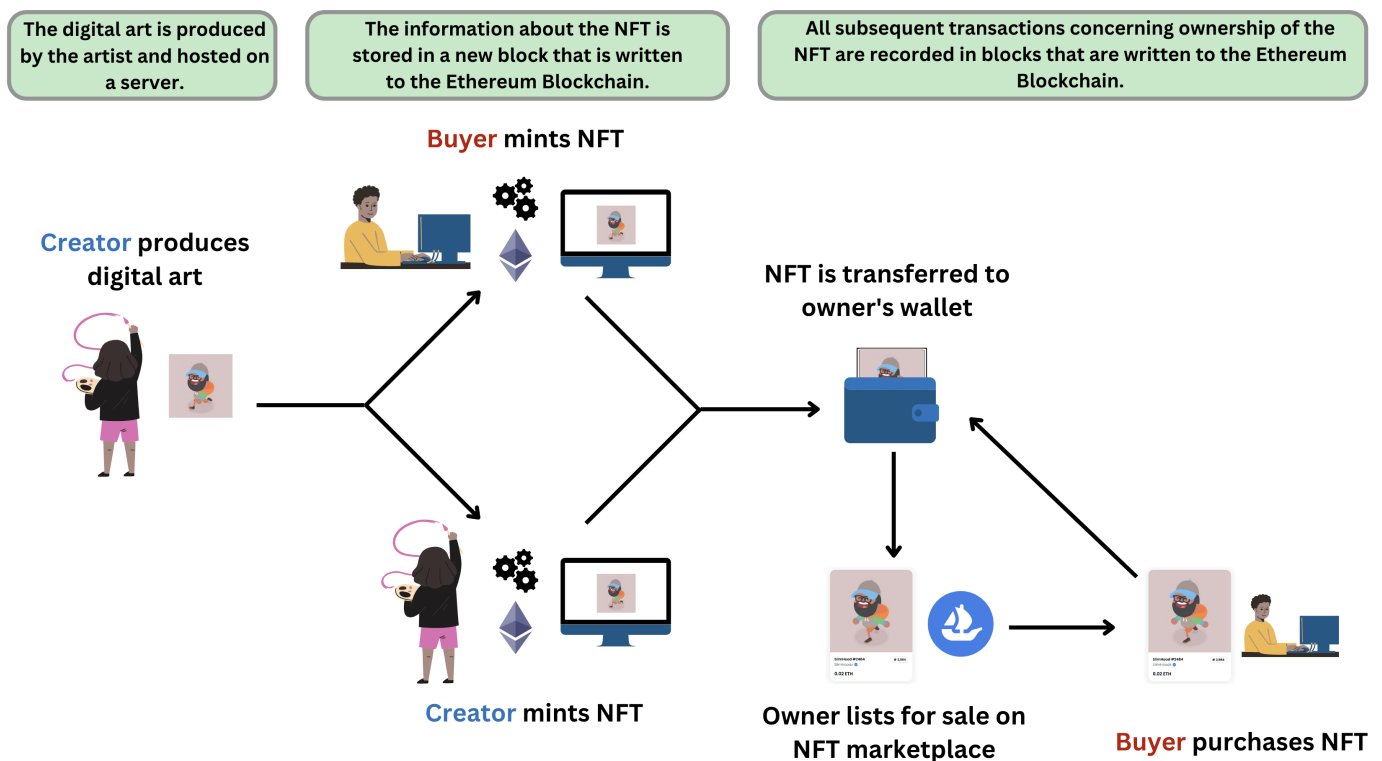 The digital art is produced
by the artist and hosted on
a server.
The information about the NFT is
stored in a new block that is written
to the Ethereum Blockchain.
All subsequent transactions concerning ownership of the
NFT are recorded in blocks that are written to the Ethereum
Blockchain.
Buyer mints NFT
Creator produces
digital art
NFT is transferred to
owner's wallet
Creator mints NFT
0.02 ETH
0.02 ETH
Owner lists for sale on
NFT marketplace
Buyer purchases NFT